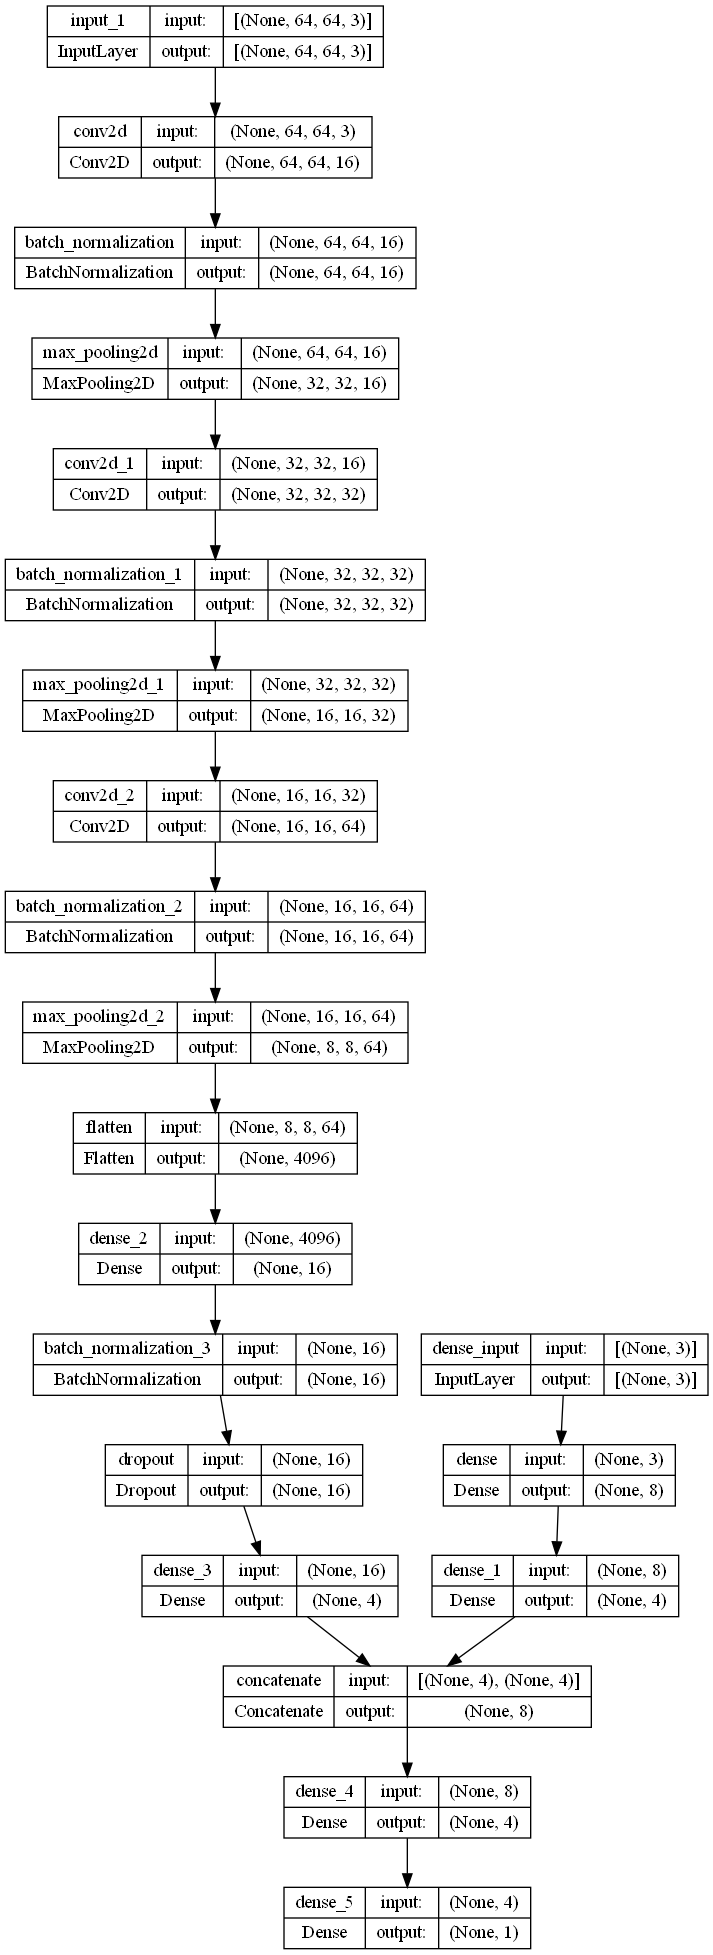 input_1 input: [(None, 64, 64, 3)]
InputLayer output: [(None, 64, 64, 3)]
conv2d input: (None, 64, 64, 3)
Conv2D output: (None, 64, 64, 16)
batch_normalization input: (None, 64, 64, 16)
BatchNormalization output: (None, 64, 64, 16)
max_pooling2d input: (None, 64, 64, 16)
MaxPooling2D output: (None, 32, 32, 16)
conv2d_1 input: (None, 32, 32, 16)
Conv2D output: (None, 32, 32, 32)
batch_normalization_1 input: (None, 32, 32, 32)
BatchNormalization output: (None, 32, 32, 32)
max_pooling2d_1 input: (None, 32, 32, 32)
MaxPooling2D output: (None, 16, 16, 32)
conv2d_2 input: (None, 16, 16, 32)
Conv2D output: (None, 16, 16, 64)
batch_normalization_2 input: (None, 16, 16, 64)
BatchNormalization output: (None, 16, 16, 64)
max_pooling2d_2 input: (None, 16, 16, 64)
MaxPooling2D output: (None, 8, 8, 64)
flatten input: (None, 8, 8, 64)
Flatten output: (None, 4096)
dense_2 input: (None, 4096)
Dense output: (None, 16)
batch_normalization_3 input: (None, 16)
BatchNormalization output: (None, 16)
dense_input input: [(None, 3)]
InputLayer output: [(None, 3)]
dropout input: (None, 16)
Dropout output: (None, 16)
dense input: (None, 3)
Dense output: (None, 8)
dense_3 input: (None, 16)
Dense output: (None, 4)
dense_1 input: (None, 8)
Dense output: (None, 4)
concatenate input: [(None, 4), (None, 4)]
Concatenate output: (None, 8)
dense_4 input: (None, 8)
Dense output: (None, 4)
dense_5 input: (None, 4)
Dense output: (None, 1)